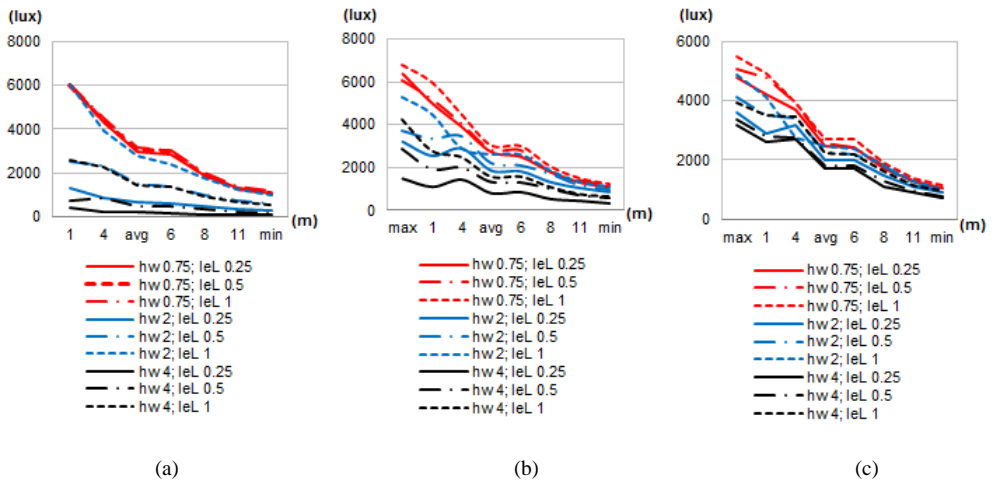 (lux)
8000
6000
4000
2000
0
(m)
1 4 avg 6 8 11 min
hw 0.75; leL 0.25
hw 0.75; leL 0.5
hw 0.75; leL 1
hw 2; leL 0.25
hw 2; leL 0.5
hw 2; leL 1
hw 4; leL 0.25
hw 4; leL 0.5
hw 4; leL 1
(a)
(lux)
8000
6000
4000
2000
0
(m)
max 1 4 avg 6 8 11 min
hw 0.75; leL 0.25
hw 0.75; leL 0.5
hw 0.75; leL 1
hw 2; leL 0.25
hw 2; leL 0.5
hw 2; leL 1
hw 4; leL 0.25
hw 4; leL 0.5
hw 4; leL 1
(b)
(lux)
6000
4000
2000
0
(m)
max 1 4 avg 6 8 11 min
hw 0.75; leL 0.25
hw 0.75; leL 0.5
hw 0.75; leL 1
hw 2; leL 0.25
hw 2; leL 0.5
hw 2; leL 1
hw 4; leL 0.25
hw 4; leL 0.5
hw 4; leL 1
(c)